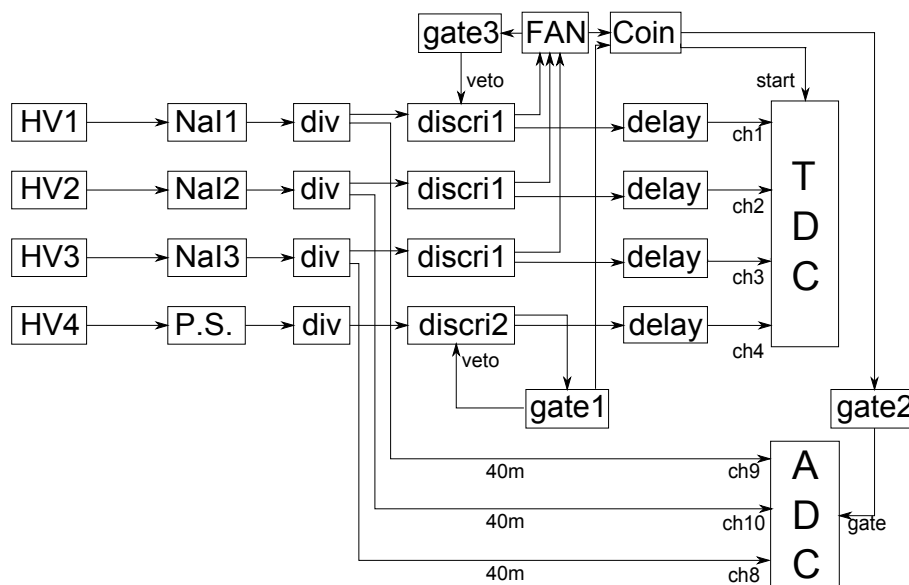 gate3 FAN Coin
veto start
HV1 NaI1 div discri1 delay ch1
HV2 NaI2 div discri1 delay ch2
HV3 NaI3 div discri1 delay ch3
HV4 P.S. div discri2 delay ch4
T
D
C
veto
gate1 gate2
40m ch9
40m ch10 gate
40m ch8
A
D
C